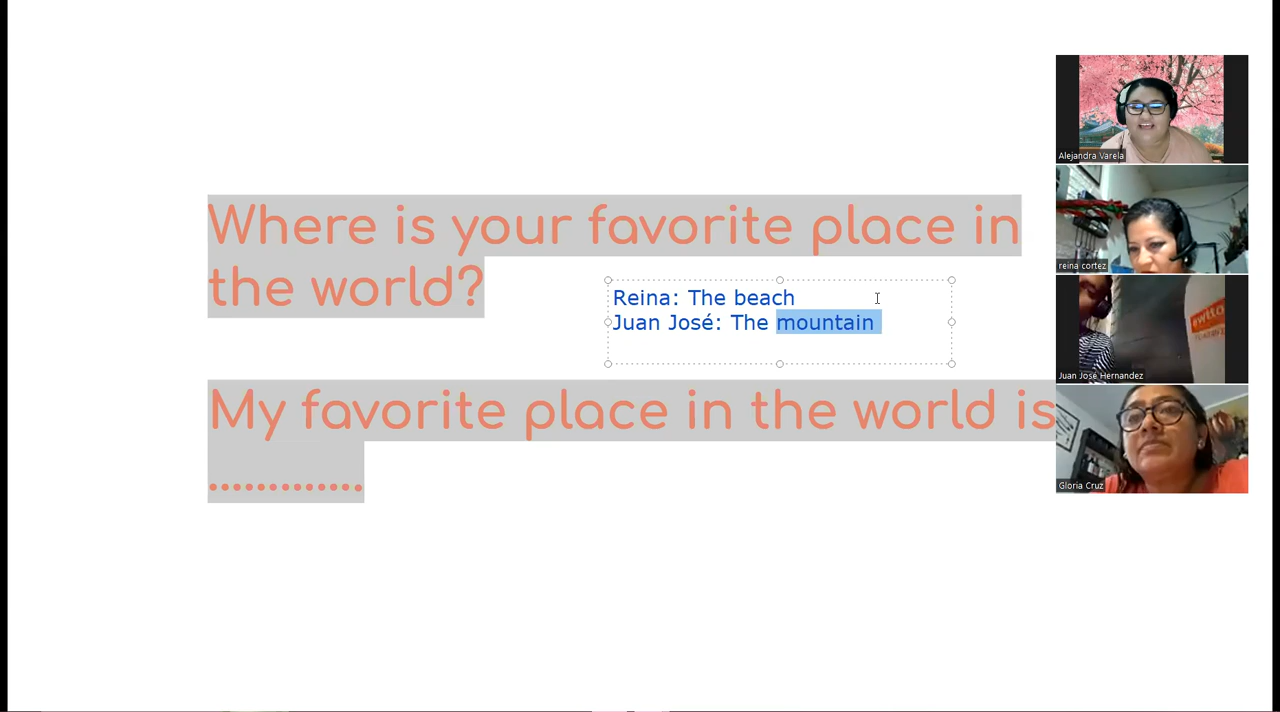 Where is your favorite place in
the world?
Reina: The beach
Juan José: The mountain
My favorite place in the world is
.............
Alejandra Varela
reina cortez
Juan José Hernandez
Gloria Cruz